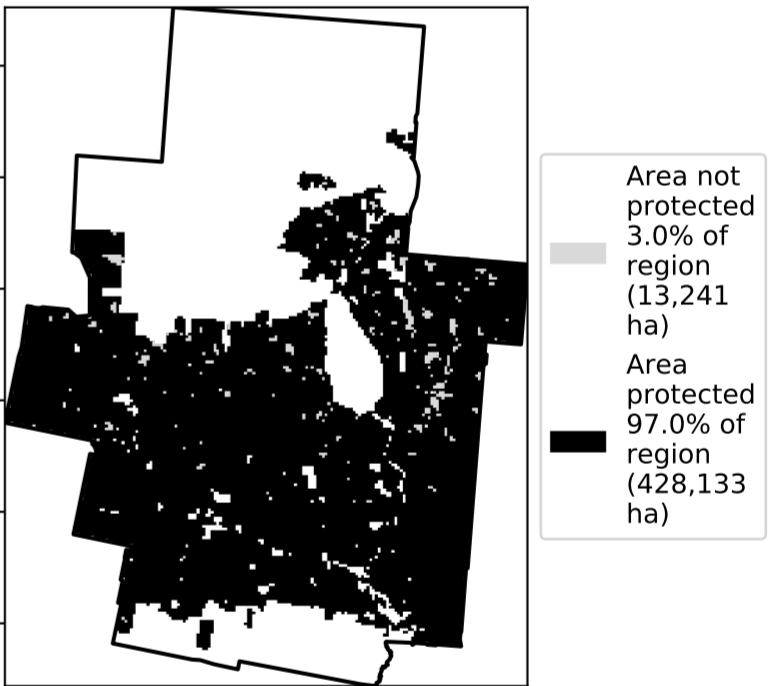 Area not
protected
3.0% of
region
(13,241
ha)
Area
protected
97.0% of
region
(428,133
ha)